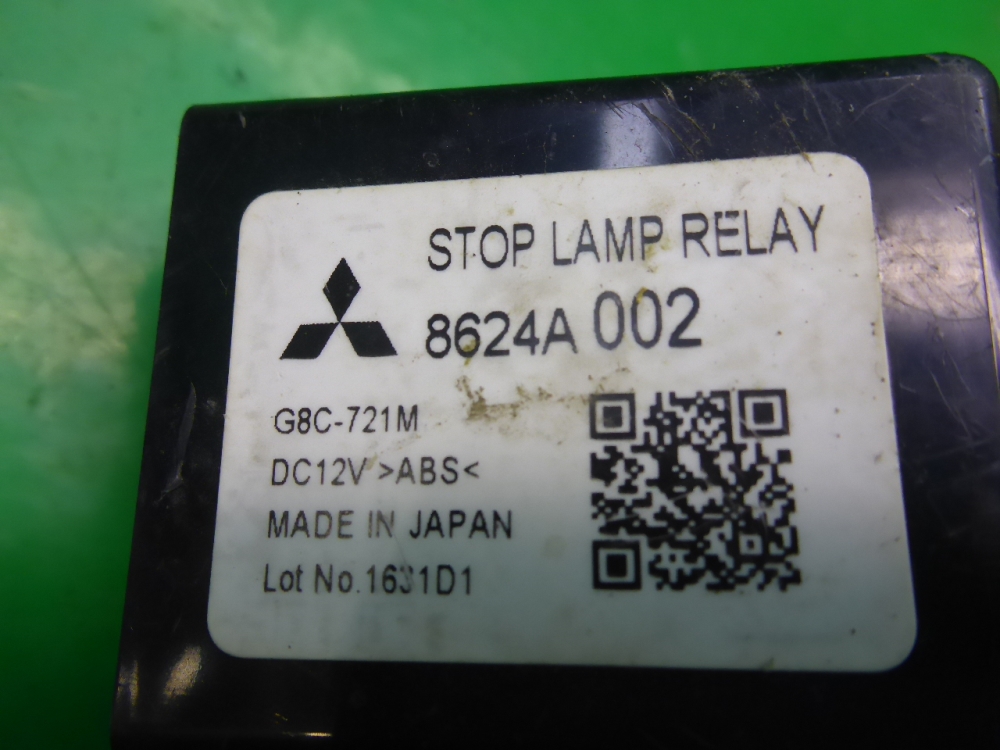 STOP LAMP RELAY
8624A 002
G8C-721M
DC12V >ABS<
MADE IN JAPAN
Lot No.1631D1